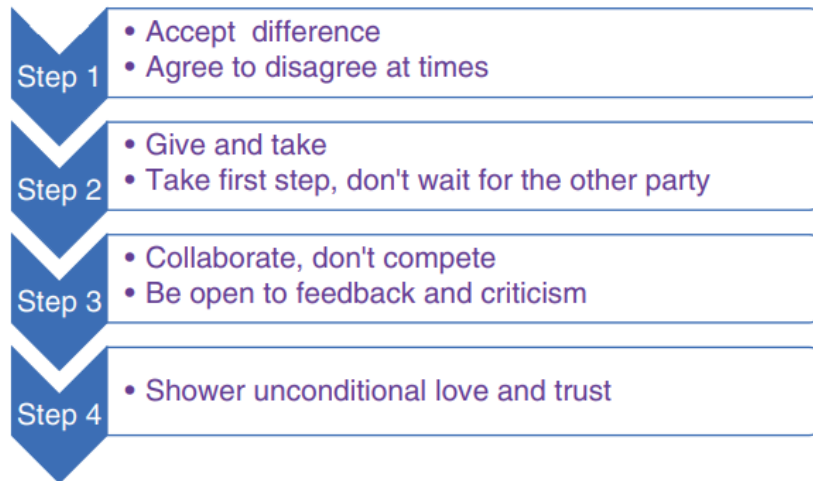 Step 1
• Accept  difference
• Agree to disagree at times
Step 2
• Give and take
• Take first step, don't wait for the other party
Step 3
• Collaborate, don't compete
• Be open to feedback and criticism
Step 4
• Shower unconditional love and trust